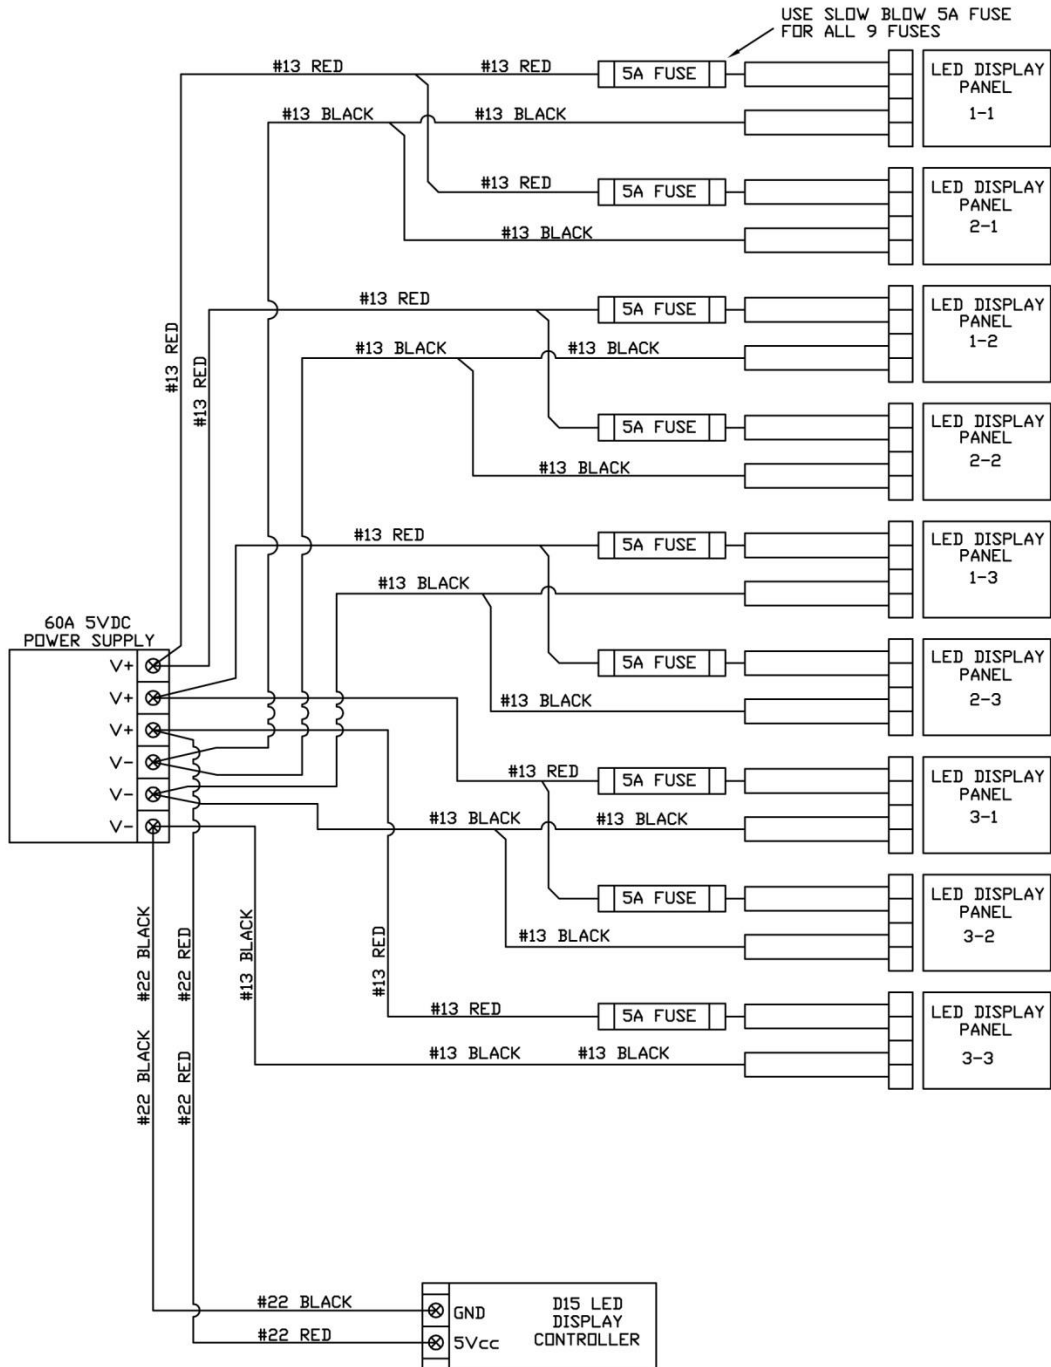 USE SLOW BLOW 5A FUSE
FOR ALL 9 FUSES
#13 RED
#13 RED
5A FUSE
LED DISPLAY
PANEL
1-1
#13 BLACK
#13 BLACK
#13 RED
5A FUSE
LED DISPLAY
PANEL
2-1
#13 BLACK
#13 RED
5A FUSE
LED DISPLAY
PANEL
1-2
#13 RED
#13 RED
#13 BLACK
#13 BLACK
5A FUSE
LED DISPLAY
PANEL
2-2
#13 BLACK
#13 RED
5A FUSE
LED DISPLAY
PANEL
1-3
#13 BLACK
60A 5VDC
POWER SUPPLY
V+
V+
V+
V-
V-
V-
5A FUSE
LED DISPLAY
PANEL
2-3
#13 BLACK
#13 RED
5A FUSE
LED DISPLAY
PANEL
3-1
#13 BLACK
#13 BLACK
5A FUSE
LED DISPLAY
PANEL
3-2
#13 BLACK
#22 BLACK
#22 RED
#13 BLACK
#13 RED
#13 RED
5A FUSE
LED DISPLAY
PANEL
3-3
#13 BLACK
#13 BLACK
#22 BLACK
#22 RED
#22 BLACK
GND
#22 RED
5Vcc
D15 LED
DISPLAY
CONTROLLER